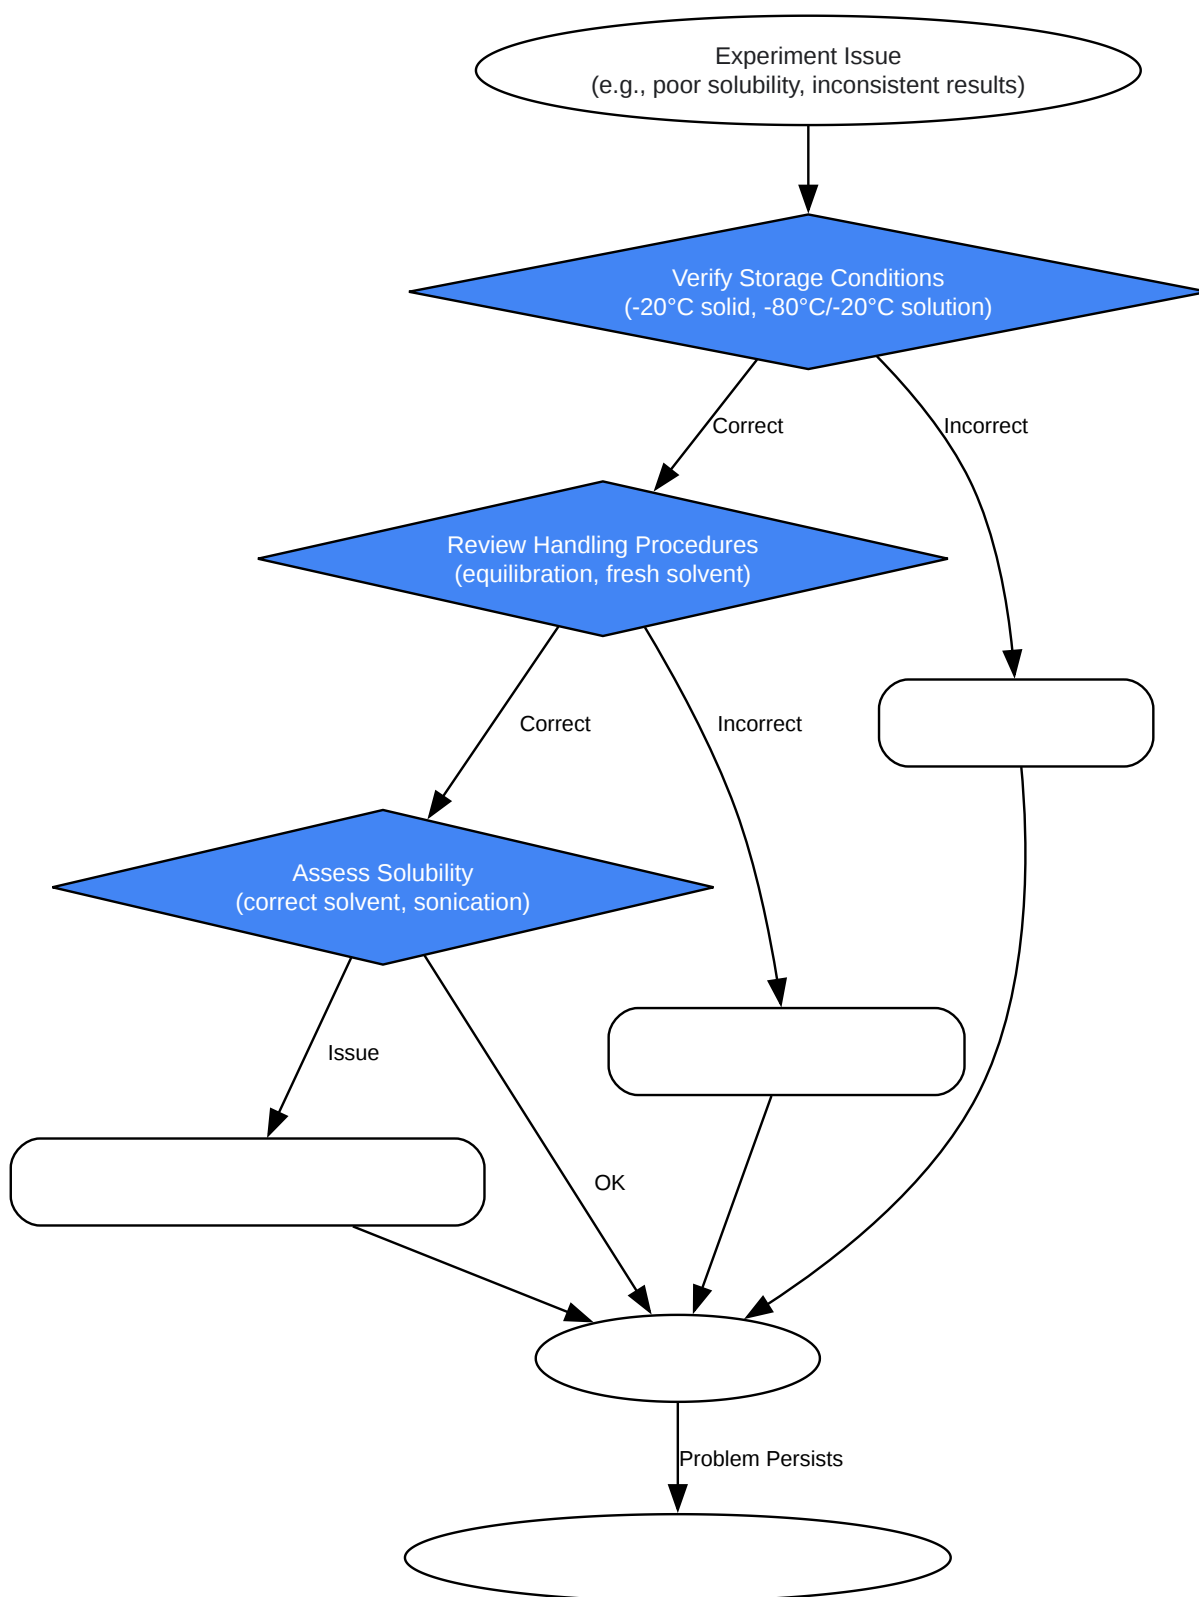 Experiment Issue
(e.g., poor solubility, inconsistent results)
Verify Storage Conditions
(-20°C solid, -80°C/-20°C solution)
Correct
Incorrect
Review Handling Procedures
(equilibration, fresh solvent)
Correct
Incorrect
Assess Solubility
(correct solvent, sonication)
Issue
OK
Problem Persists